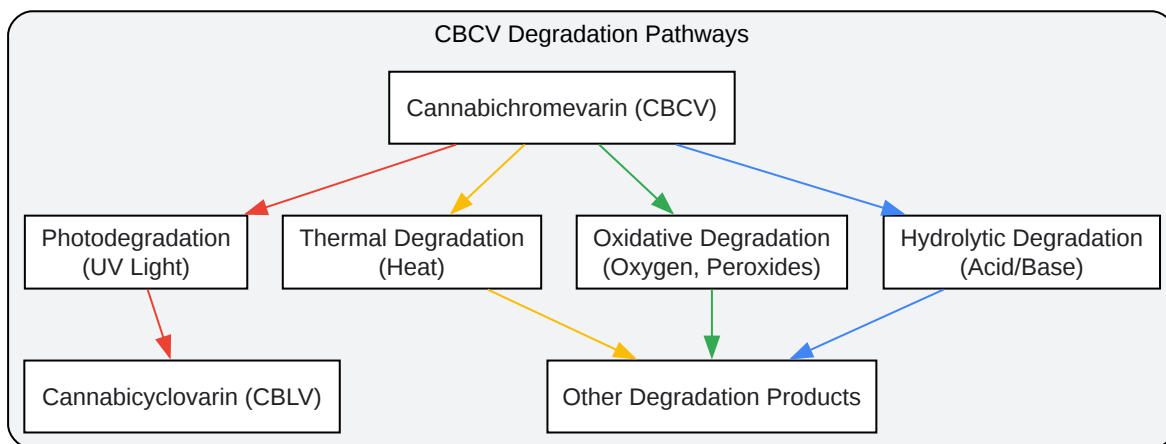 CBCV Degradation Pathways
Cannabichromevarin (CBCV)
Photodegradation
(UV Light)
Thermal Degradation
(Heat)
Oxidative Degradation
(Oxygen, Peroxides)
Hydrolytic Degradation
(Acid/Base)
Cannabicyclovarin (CBLV)
Other Degradation Products